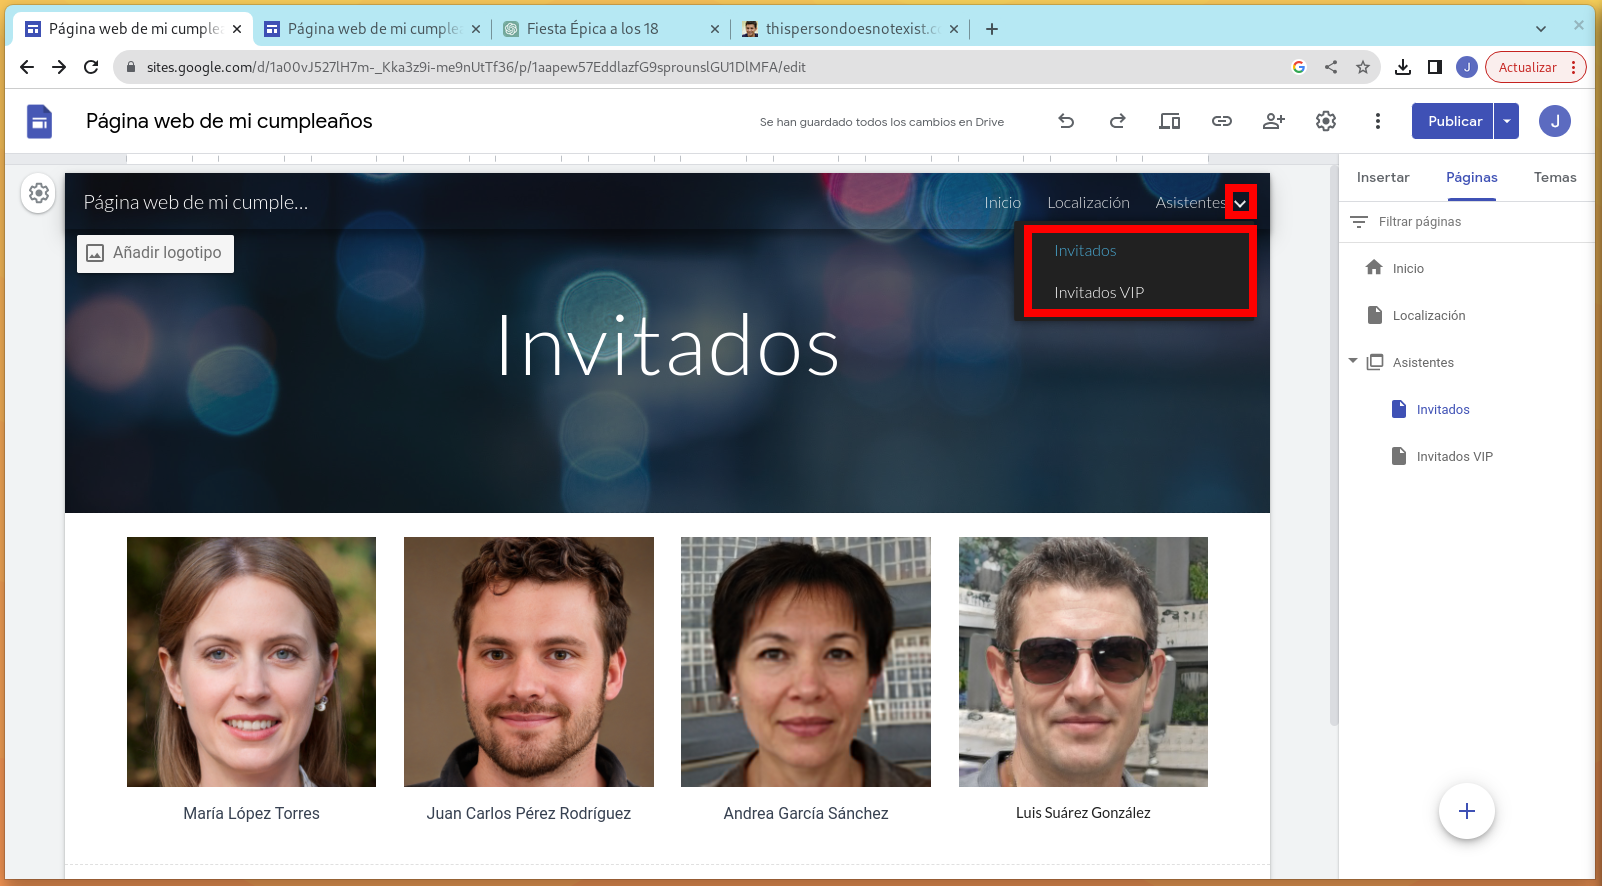 Página web de mi cumplea
Página web de mi cumplea
Fiesta Épica a los 18
thispersondoesnotexist.c
sites.google.com/d/1a00vJ527lH7m-_Kka3z9i-me9nUtTf36/p/1aapew57EddlazfG9sprounslGU1DlMFA/edit
J
Actualizar
Página web de mi cumpleaños
Se han guardado todos los cambios en Drive
Publicar
J
Insertar
Páginas
Temas
Filtrar páginas
Inicio
Localización
Asistentes
Invitados
Invitados VIP
Página web de mi cumple...
Inicio
Localización
Asistentes
Invitados
Invitados VIP
Añadir logotipo
Invitados
María López Torres
Juan Carlos Pérez Rodríguez
Andrea García Sánchez
Luis Suárez González